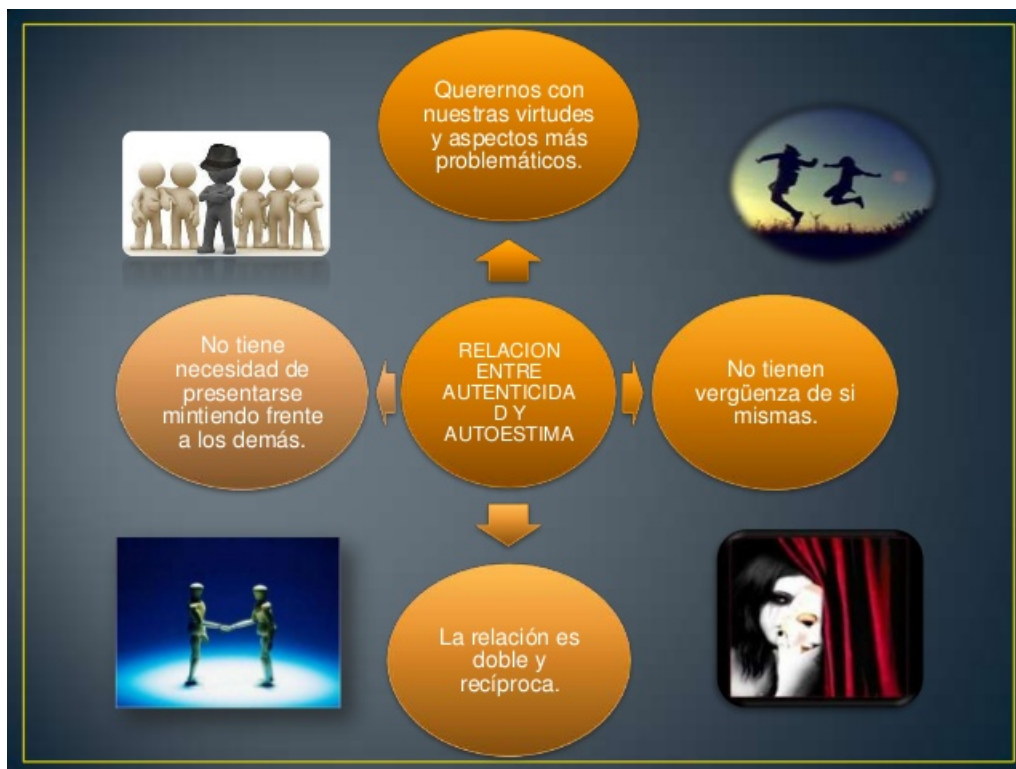 Querernos con
nuestras virtudes
y aspectos más
problemáticos.
No tiene
necesidad de
presentarse
mintiendo frente
a los demás.
RELACION
ENTRE
AUTENTICIDA
D Y
AUTOESTIMA
No tienen
vergüenza de si
mismas.
La relación es
doble y
recíproca.